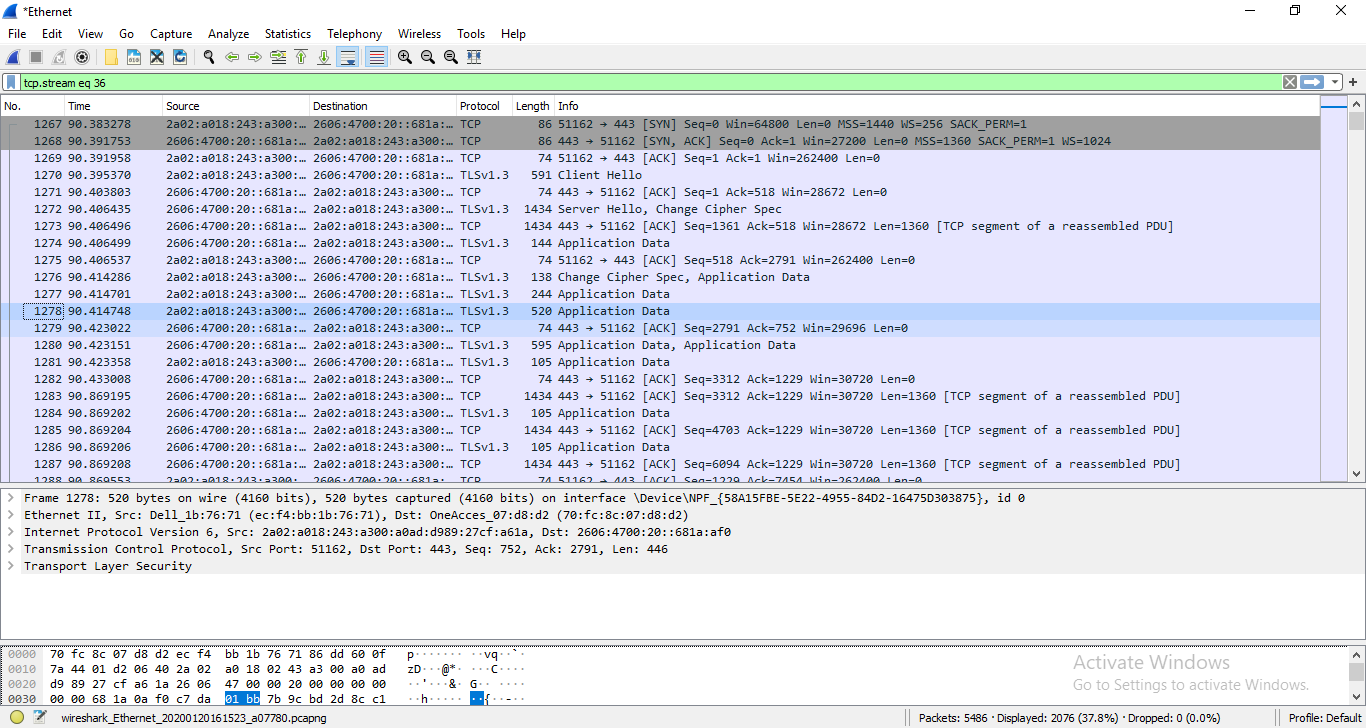 *Ethernet
File Edit View Go Capture Analyze Statistics Telephony Wireless Tools Help
tcp.stream eq 36
No. Time Source Destination Protocol Length Info
1267 90.383278 2a02:a018:243:a300:… 2606:4700:20::681a:… TCP 86 51162 → 443 [SYN] Seq=0 Win=64800 Len=0 MSS=1440 WS=256 SACK_PERM=1
1268 90.391753 2606:4700:20::681a:… 2a02:a018:243:a300:… TCP 86 443 → 51162 [SYN, ACK] Seq=0 Ack=1 Win=27200 Len=0 MSS=1360 SACK_PERM=1 WS=1024
1269 90.391958 2a02:a018:243:a300:… 2606:4700:20::681a:… TCP 74 51162 → 443 [ACK] Seq=1 Ack=1 Win=262400 Len=0
1270 90.395370 2a02:a018:243:a300:… 2606:4700:20::681a:… TLSv1.3 591 Client Hello
1271 90.403803 2606:4700:20::681a:… 2a02:a018:243:a300:… TCP 74 443 → 51162 [ACK] Seq=1 Ack=518 Win=28672 Len=0
1272 90.406435 2606:4700:20::681a:… 2a02:a018:243:a300:… TLSv1.3 1434 Server Hello, Change Cipher Spec
1273 90.406496 2606:4700:20::681a:… 2a02:a018:243:a300:… TCP 1434 443 → 51162 [ACK] Seq=1361 Ack=518 Win=28672 Len=1360 [TCP segment of a reassembled PDU]
1274 90.406499 2606:4700:20::681a:… 2a02:a018:243:a300:… TLSv1.3 144 Application Data
1275 90.406537 2a02:a018:243:a300:… 2606:4700:20::681a:… TCP 74 51162 → 443 [ACK] Seq=518 Ack=2791 Win=262400 Len=0
1276 90.414286 2a02:a018:243:a300:… 2606:4700:20::681a:… TLSv1.3 138 Change Cipher Spec, Application Data
1277 90.414701 2a02:a018:243:a300:… 2606:4700:20::681a:… TLSv1.3 244 Application Data
1278 90.414748 2a02:a018:243:a300:… 2606:4700:20::681a:… TLSv1.3 520 Application Data
1279 90.423022 2606:4700:20::681a:… 2a02:a018:243:a300:… TCP 74 443 → 51162 [ACK] Seq=2791 Ack=752 Win=29696 Len=0
1280 90.423151 2606:4700:20::681a:… 2a02:a018:243:a300:… TLSv1.3 595 Application Data, Application Data
1281 90.423358 2a02:a018:243:a300:… 2606:4700:20::681a:… TLSv1.3 105 Application Data
1282 90.433008 2606:4700:20::681a:… 2a02:a018:243:a300:… TCP 74 443 → 51162 [ACK] Seq=3312 Ack=1229 Win=30720 Len=0
1283 90.869195 2606:4700:20::681a:… 2a02:a018:243:a300:… TCP 1434 443 → 51162 [ACK] Seq=3312 Ack=1229 Win=30720 Len=1360 [TCP segment of a reassembled PDU]
1284 90.869202 2606:4700:20::681a:… 2a02:a018:243:a300:… TLSv1.3 105 Application Data
1285 90.869204 2606:4700:20::681a:… 2a02:a018:243:a300:… TCP 1434 443 → 51162 [ACK] Seq=4703 Ack=1229 Win=30720 Len=1360 [TCP segment of a reassembled PDU]
1286 90.869206 2606:4700:20::681a:… 2a02:a018:243:a300:… TLSv1.3 105 Application Data
1287 90.869208 2606:4700:20::681a:… 2a02:a018:243:a300:… TCP 1434 443 → 51162 [ACK] Seq=6094 Ack=1229 Win=30720 Len=1360 [TCP segment of a reassembled PDU]
1288 90.869553 2a02:a018:243:a300:… 2606:4700:20::681a:… TCP 74 51162 → 443 [ACK] Seq=1229 Ack=7454 Win=262400 Len=0
Frame 1278: 520 bytes on wire (4160 bits), 520 bytes captured (4160 bits) on interface \Device\NPF_{58A15FBE-5E22-4955-84D2-16475D303875}, id 0
Ethernet II, Src: Dell_1b:76:71 (ec:f4:bb:1b:76:71), Dst: OneAcces_07:d8:d2 (70:fc:8c:07:d8:d2)
Internet Protocol Version 6, Src: 2a02:a018:243:a300:a0ad:d989:27cf:a61a, Dst: 2606:4700:20::681a:af0
Transmission Control Protocol, Src Port: 51162, Dst Port: 443, Seq: 752, Ack: 2791, Len: 446
Transport Layer Security
0000 70 fc 8c 07 d8 d2 ec f4 bb 1b 76 71 86 dd 60 0f p······· ··vq··`·
0010 7a 44 01 d2 06 40 2a 02 a0 18 02 43 a3 00 a0 ad zD···@*· ···C····
0020 d9 89 27 cf a6 1a 26 06 47 00 00 20 00 00 00 00 ··'···&· G·· ····
0030 00 00 68 1a 0a f0 c7 da 01 bb 7b 9c bd 2d 8c c1 ··h····· ··{··-··
Activate Windows
Go to Settings to activate Windows.
wireshark_Ethernet_20200120161523_a07780.pcapng
Packets: 5486 · Displayed: 2076 (37.8%) · Dropped: 0 (0.0%)
Profile: Default